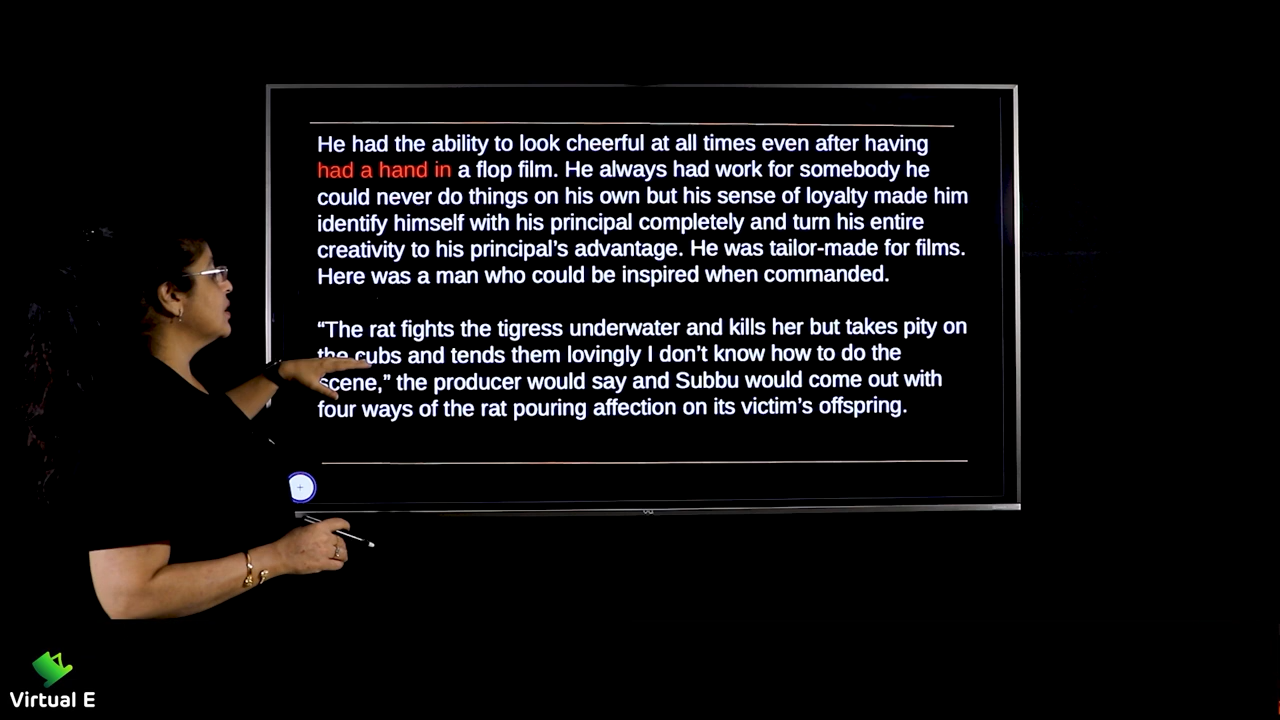 He had the ability to look cheerful at all times even after having
had a hand in a flop film. He always had work for somebody he
could never do things on his own but his sense of loyalty made him
identify himself with his principal completely and turn his entire
creativity to his principal's advantage. He was tailor-made for films.
Here was a man who could be inspired when commanded.
“The rat fights the tigress underwater and kills her but takes pity on
the cubs and tends them lovingly I don't know how to do the
scene,” the producer would say and Subbu would come out with
four ways of the rat pouring affection on its victim's offspring.
Virtual E